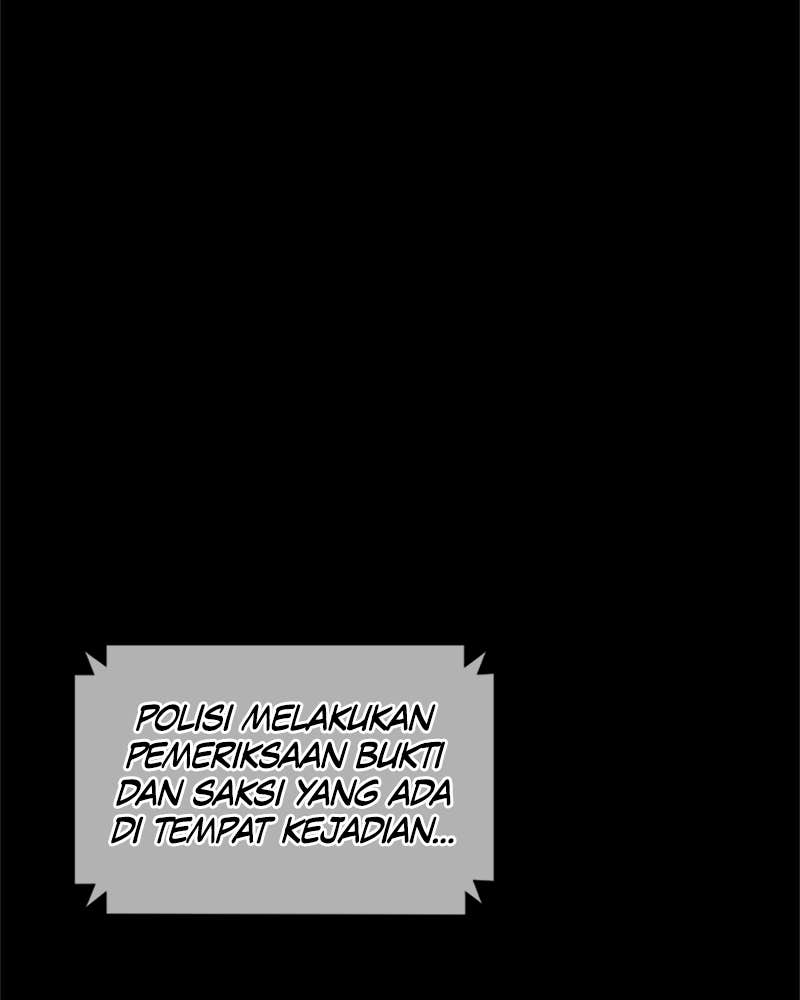 POLISI MELAKUKAN
PEMERIKSAAN BUKTI
DAN SAKSI YANG ADA
DI TEMPAT KEJADIAN...